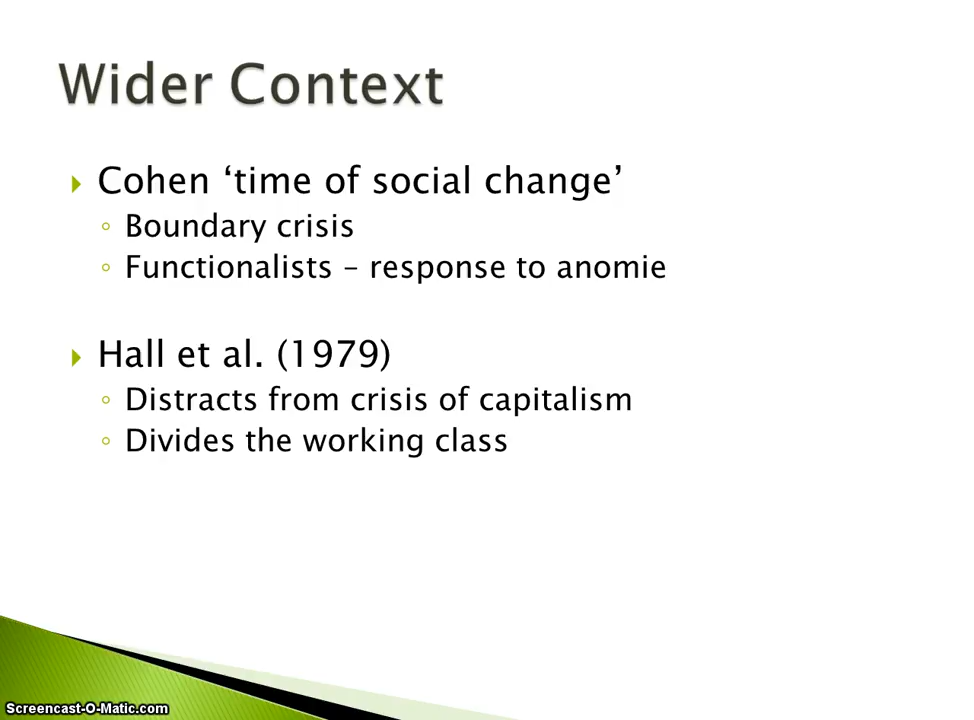 Wider Context
Cohen ‘time of social change’
Boundary crisis
Functionalists – response to anomie
Hall et al. (1979)
Distracts from crisis of capitalism
Divides the working class
Screencast-O-Matic.com